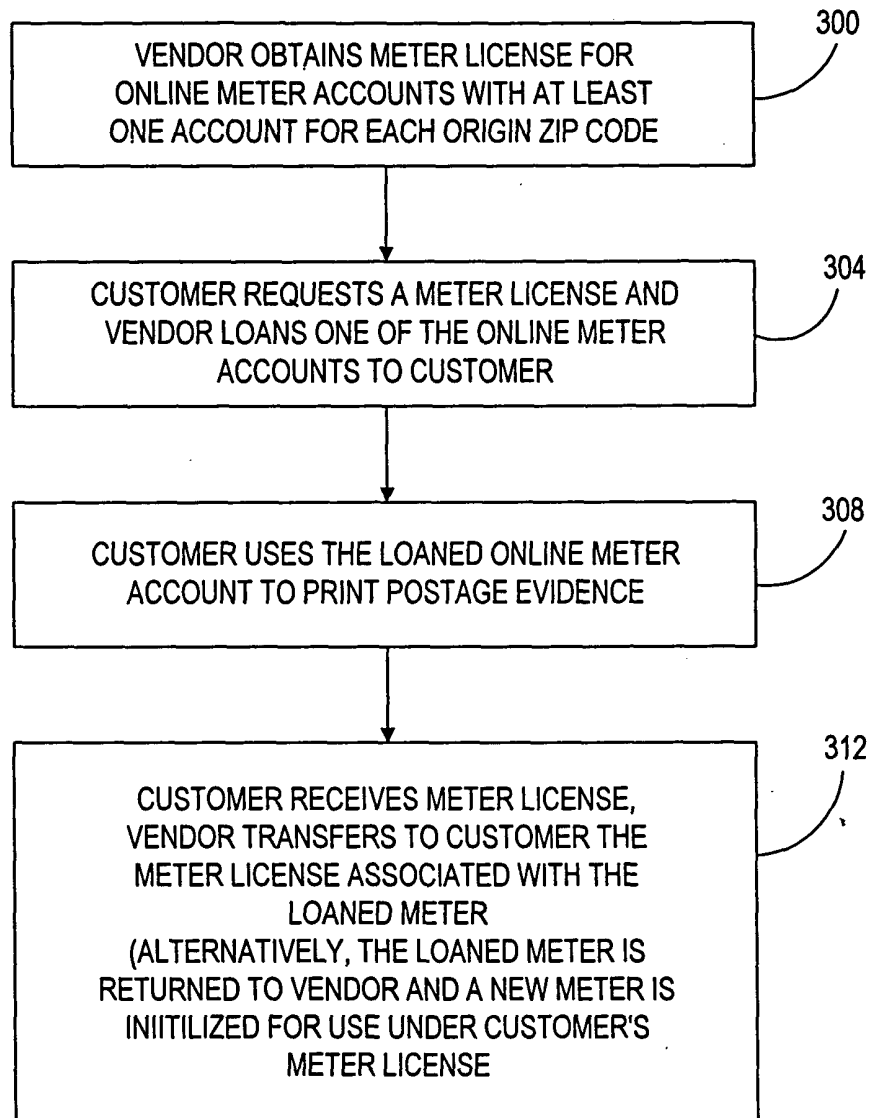 300
VENDOR OBTAINS METER LICENSE FOR
ONLINE METER ACCOUNTS WITH AT LEAST
ONE ACCOUNT FOR EACH ORIGIN ZIP CODE
304
CUSTOMER REQUESTS A METER LICENSE AND
VENDOR LOANS ONE OF THE ONLINE METER
ACCOUNTS TO CUSTOMER
308
CUSTOMER USES THE LOANED ONLINE METER
ACCOUNT TO PRINT POSTAGE EVIDENCE
312
CUSTOMER RECEIVES METER LICENSE,
VENDOR TRANSFERS TO CUSTOMER THE
METER LICENSE ASSOCIATED WITH THE
LOANED METER
(ALTERNATIVELY, THE LOANED METER IS
RETURNED TO VENDOR AND A NEW METER IS
INIITILIZED FOR USE UNDER CUSTOMER'S
METER LICENSE